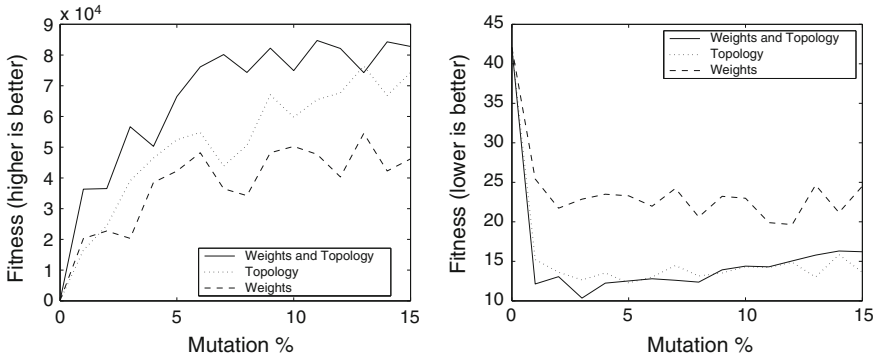 x 10⁴
9
8
7
6
5
4
3
2
1
0
Fitness (higher is better)
Weights and Topology
Topology
Weights
0 5 10 15
Mutation %
45
40
35
30
25
20
15
10
Fitness (lower is better)
Weights and Topology
Topology
Weights
0 5 10 15
Mutation %